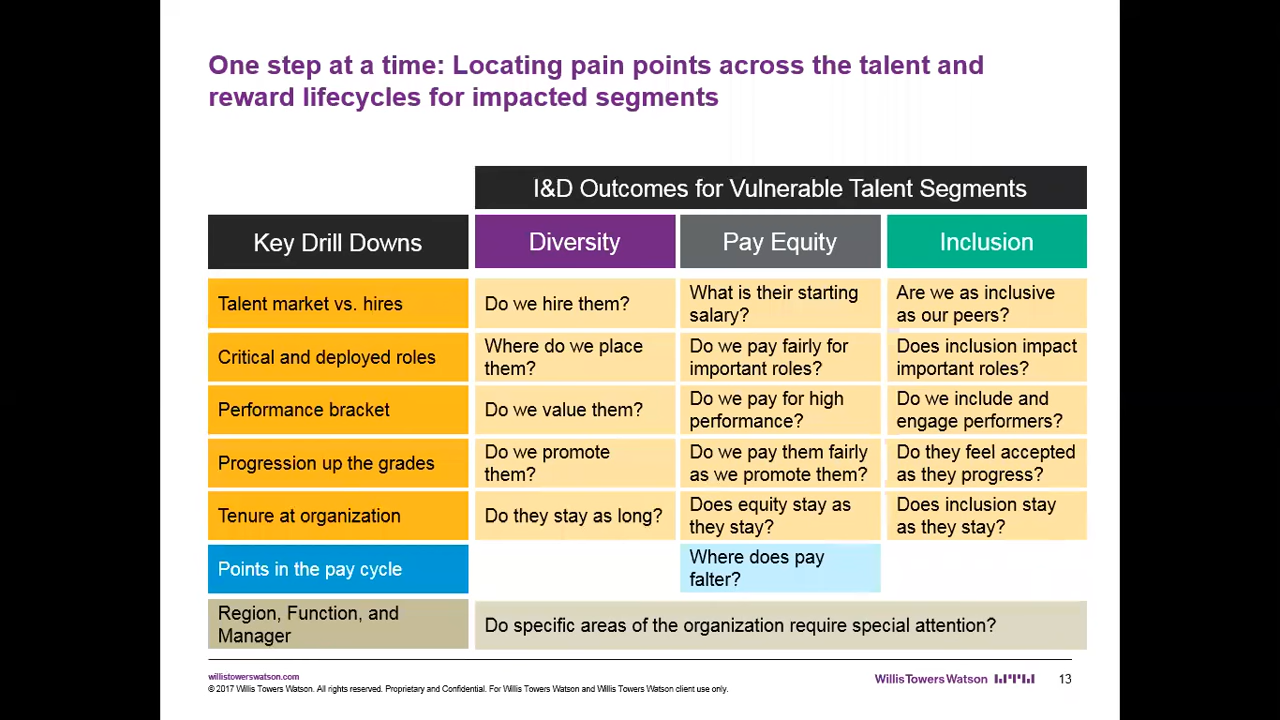 One step at a time: Locating pain points across the talent and
reward lifecycles for impacted segments
I&D Outcomes for Vulnerable Talent Segments
Key Drill Downs
Diversity
Pay Equity
Inclusion
Talent market vs. hires
Do we hire them?
What is their starting
salary?
Are we as inclusive
as our peers?
Critical and deployed roles
Where do we place
them?
Do we pay fairly for
important roles?
Does inclusion impact
important roles?
Performance bracket
Do we value them?
Do we pay for high
performance?
Do we include and
engage performers?
Progression up the grades
Do we promote
them?
Do we pay them fairly
as we promote them?
Do they feel accepted
as they progress?
Tenure at organization
Do they stay as long?
Does equity stay as
they stay?
Does inclusion stay
as they stay?
Points in the pay cycle
Where does pay
falter?
Region, Function, and
Manager
Do specific areas of the organization require special attention?
willistowerswatson.com
© 2017 Willis Towers Watson. All rights reserved. Proprietary and Confidential. For Willis Towers Watson and Willis Towers Watson client use only.
Willis Towers Watson
13